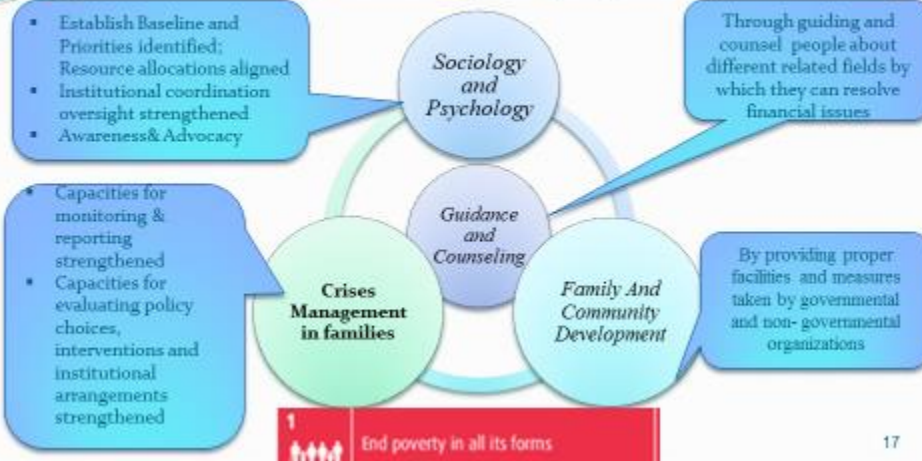 ▪ Establish Baseline and
Priorities identified;
Resource allocations aligned
▪ Institutional coordination
oversight strengthened
▪ Awareness& Advocacy
Sociology
and
Psychology
Through guiding and
counsel people about
different related fields by
which they can resolve
financial issues
▪ Capacities for
monitoring &
reporting
strengthened
▪ Capacities for
evaluating policy
choices,
interventions and
institutional
arrangements
strengthened
Guidance
and
Counseling
Crises
Management
in families
Family And
Community
Development
By providing proper
facilities and measures
taken by governmental
and non- governmental
organizations
1
End poverty in all its forms
17